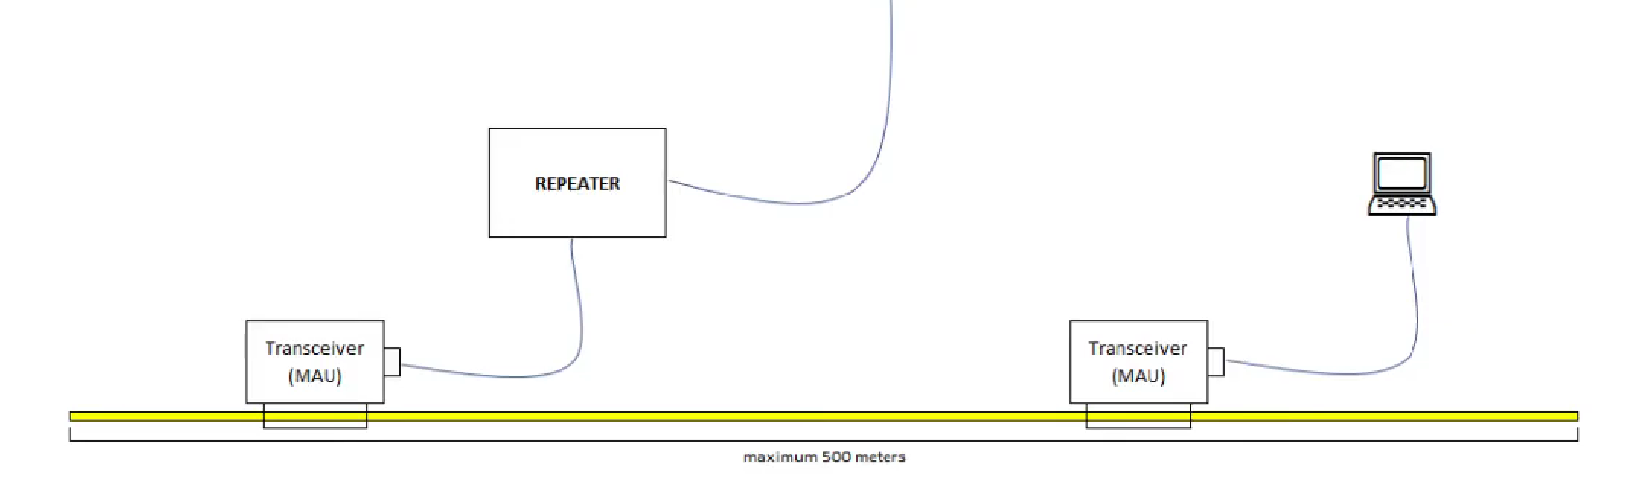 REPEATER
Transceiver
(MAU)
Transceiver
(MAU)
maximum 500 meters